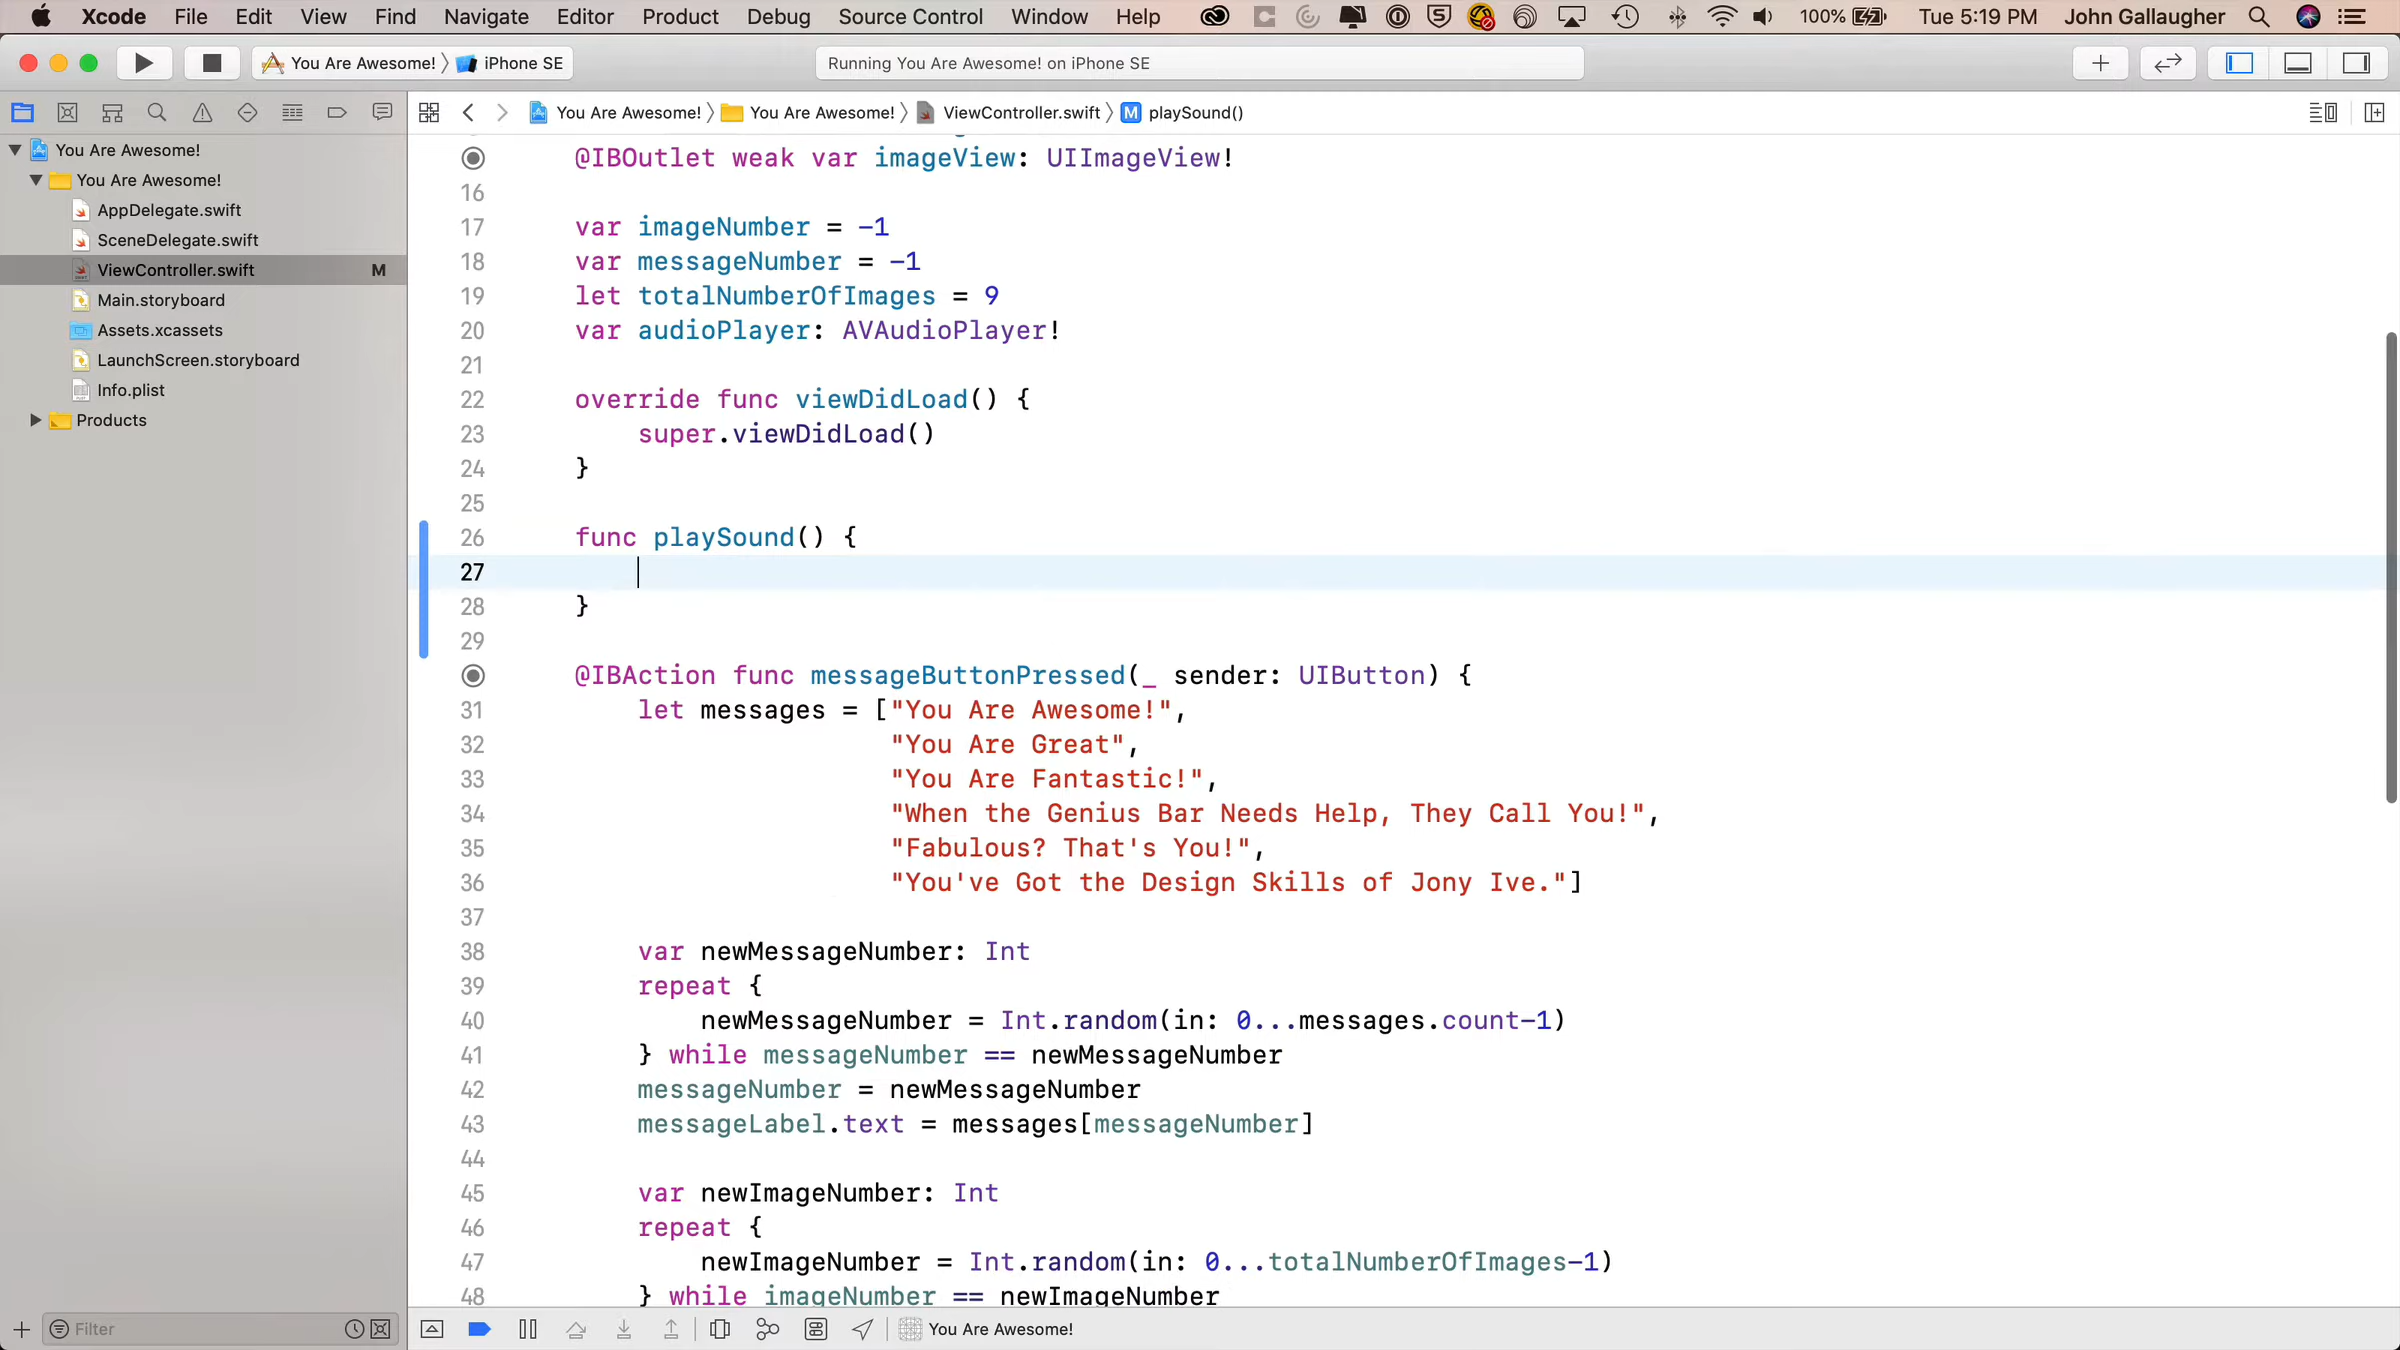 Xcode File Edit View Find Navigate Editor Product Debug Source Control Window Help 100% Tue 5:19 PM John Gallaugher
You Are Awesome! iPhone SE Running You Are Awesome! on iPhone SE
You Are Awesome! You Are Awesome! ViewController.swift M playSound()
You Are Awesome!
You Are Awesome!
AppDelegate.swift
SceneDelegate.swift
ViewController.swift M
Main.storyboard
Assets.xcassets
LaunchScreen.storyboard
Info.plist
Products
@IBOutlet weak var imageView: UIImageView!
16
17 var imageNumber = -1
18 var messageNumber = -1
19 let totalNumberOfImages = 9
20 var audioPlayer: AVAudioPlayer!
21
22 override func viewDidLoad() {
23 super.viewDidLoad()
24 }
25
26 func playSound() {
27
28 }
29
@IBAction func messageButtonPressed(_ sender: UIButton) {
31 let messages = ["You Are Awesome!",
32 "You Are Great",
33 "You Are Fantastic!",
34 "When the Genius Bar Needs Help, They Call You!",
35 "Fabulous? That's You!",
36 "You've Got the Design Skills of Jony Ive."]
37
38 var newMessageNumber: Int
39 repeat {
40 newMessageNumber = Int.random(in: 0...messages.count-1)
41 } while messageNumber == newMessageNumber
42 messageNumber = newMessageNumber
43 messageLabel.text = messages[messageNumber]
44
45 var newImageNumber: Int
46 repeat {
47 newImageNumber = Int.random(in: 0...totalNumberOfImages-1)
48 } while imageNumber == newImageNumber
Filter You Are Awesome!